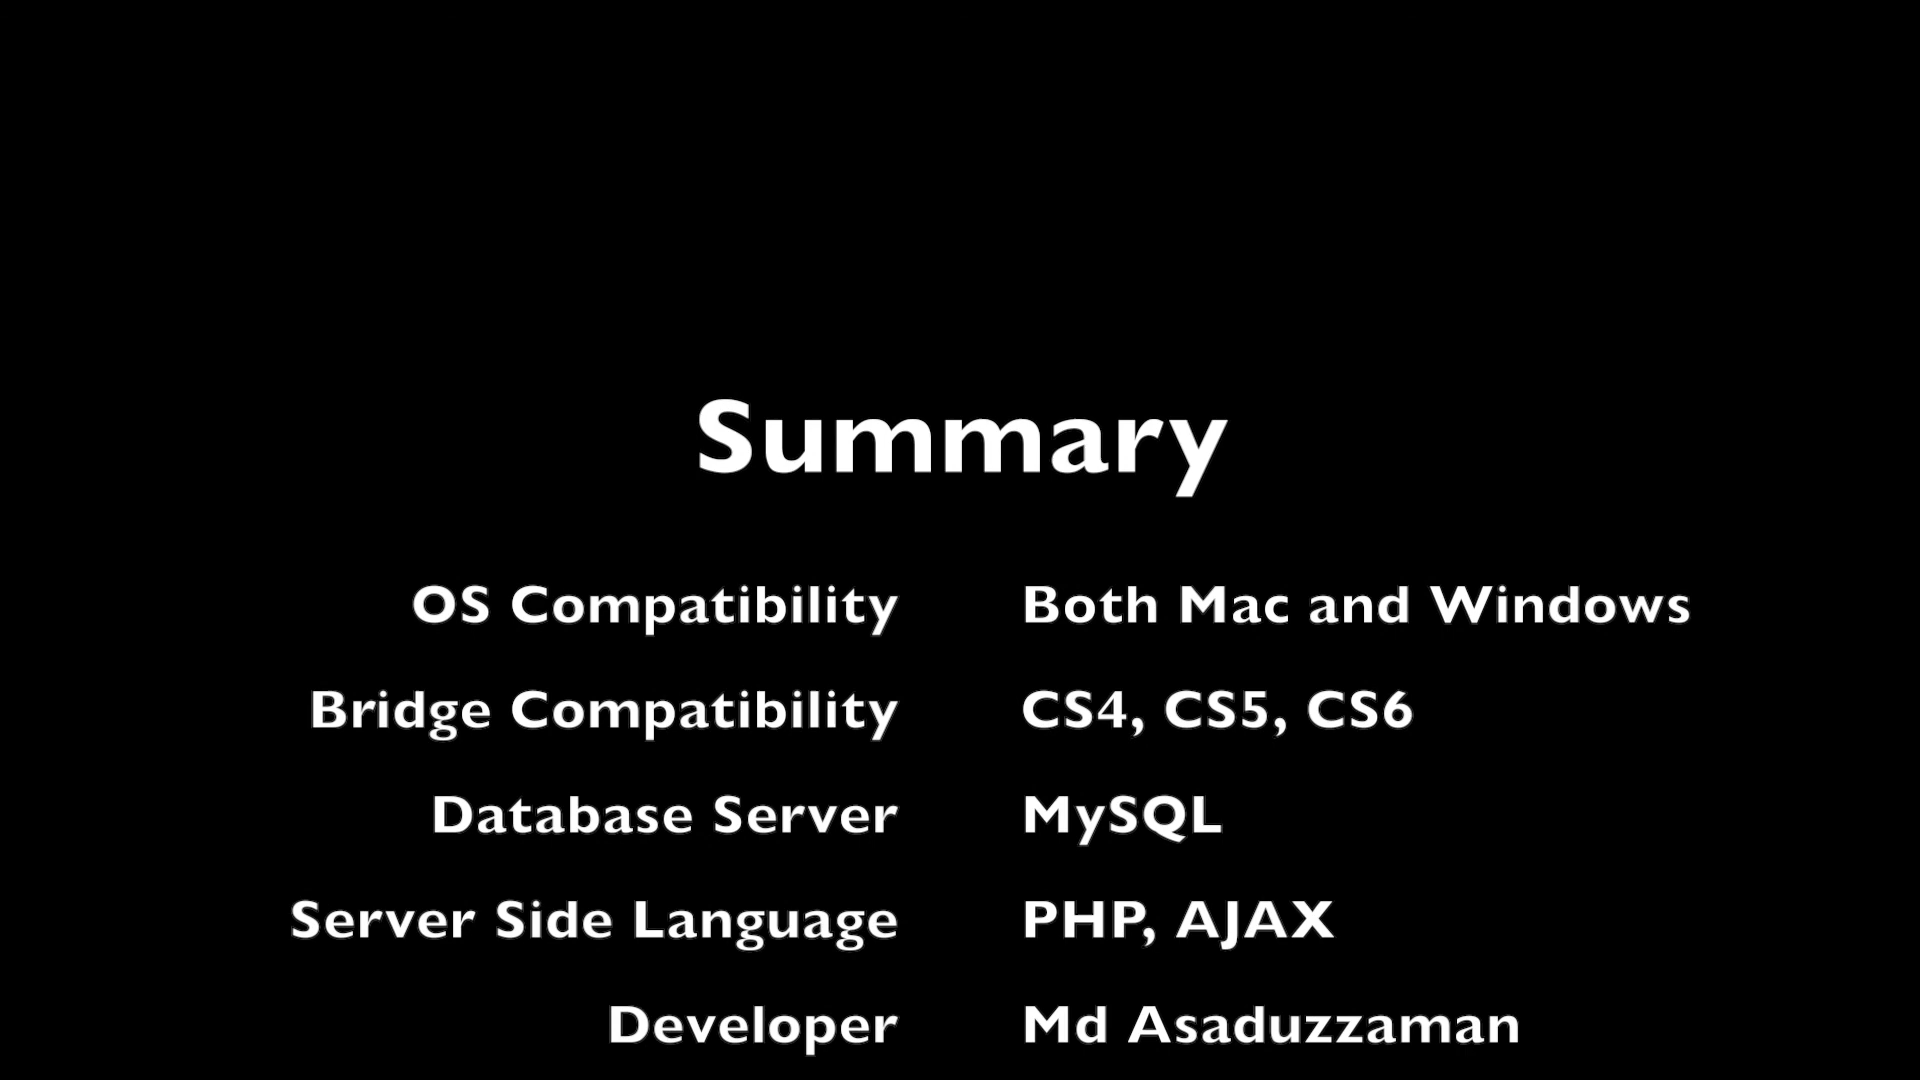 Summary
OS Compatibility Both Mac and Windows
Bridge Compatibility CS4, CS5, CS6
Database Server MySQL
Server Side Language PHP, AJAX
Developer Md Asaduzzaman